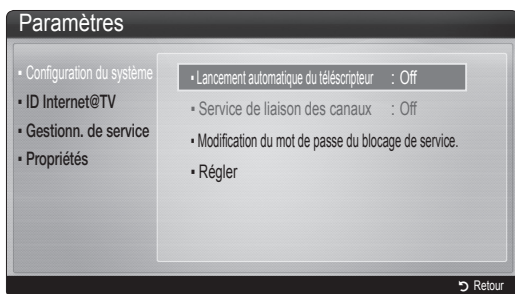 Paramètres
▪ Configuration du système
▪ ID Internet@TV
▪ Gestionn. de service
▪ Propriétés
▪ Lancement automatique du téléscripteur : Off
▪ Service de liaison des canaux : Off
▪ Modification du mot de passe du blocage de service.
▪ Régler
Retour